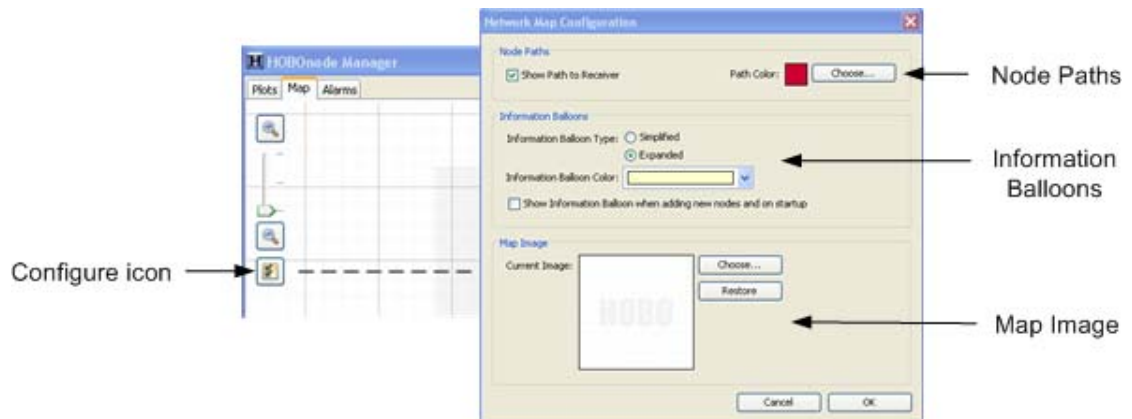 Network Map Configuration
Node Paths
Show Path to Receiver
Path Color:
Choose...
Node Paths
HOBOnode Manager
Plots Map Alarms
Information Balloons
Information Balloon Type:
Simplified
Expanded
Information Balloon Color:
Show Information Balloon when adding new nodes and on startup
Information
Balloons
Configure icon
Map Image
Current Image:
HOBO
Choose...
Restore
Map Image
Cancel
OK